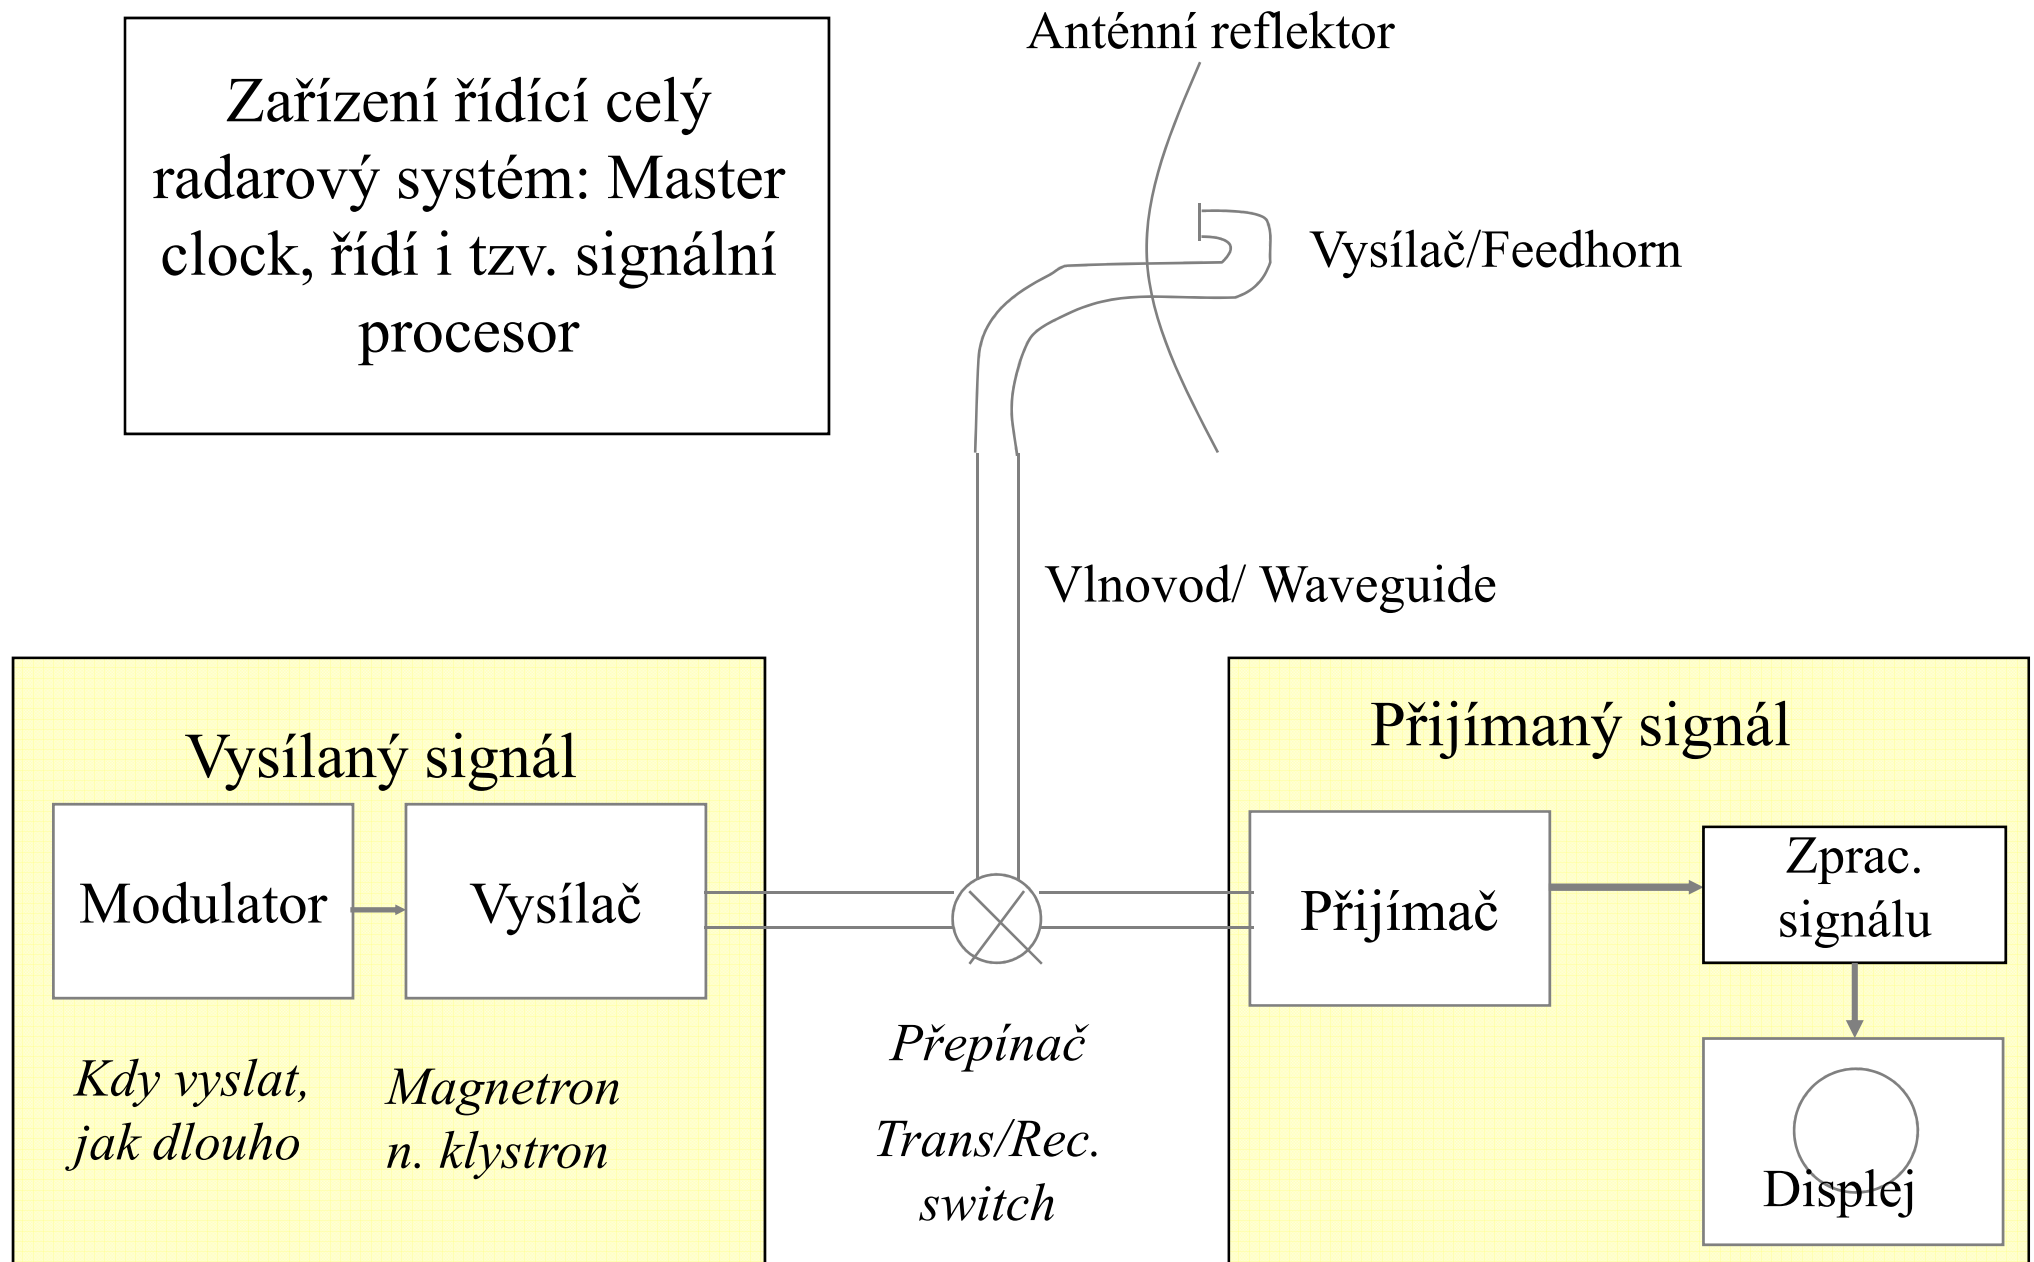 Anténní reflektor
Zařízení řídící celý
radarový systém: Master
clock, řídí i tzv. signální
procesor
Vysílač/Feedhorn
Vlnovod/ Waveguide
Vysílaný signál
Modulator
Vysílač
Kdy vyslat,
jak dlouho
Magnetron
n. klystron
Přepínač
Trans/Rec.
switch
Přijímaný signál
Přijímač
Zprac.
signálu
Displej